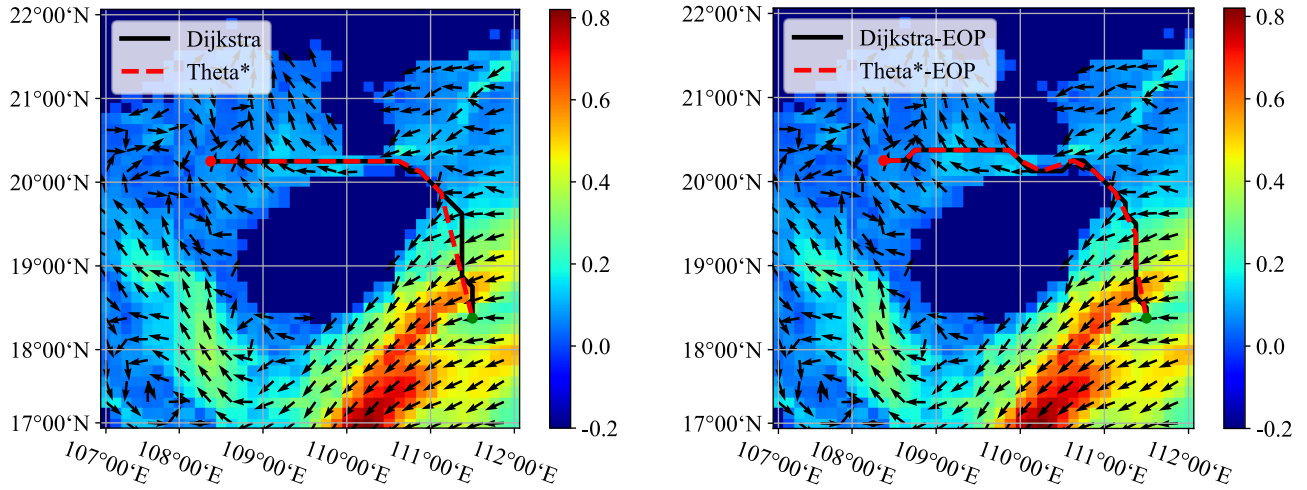 22°00‘N
21°00‘N
20°00‘N
19°00‘N
18°00‘N
17°00‘N
107°00‘E
108°00‘E
109°00‘E
110°00‘E
111°00‘E
112°00‘E
Dijkstra
Theta*
0.8
0.6
0.4
0.2
0.0
-0.2
22°00‘N
21°00‘N
20°00‘N
19°00‘N
18°00‘N
17°00‘N
107°00‘E
108°00‘E
109°00‘E
110°00‘E
111°00‘E
112°00‘E
Dijkstra-EOP
Theta*-EOP
0.8
0.6
0.4
0.2
0.0
-0.2